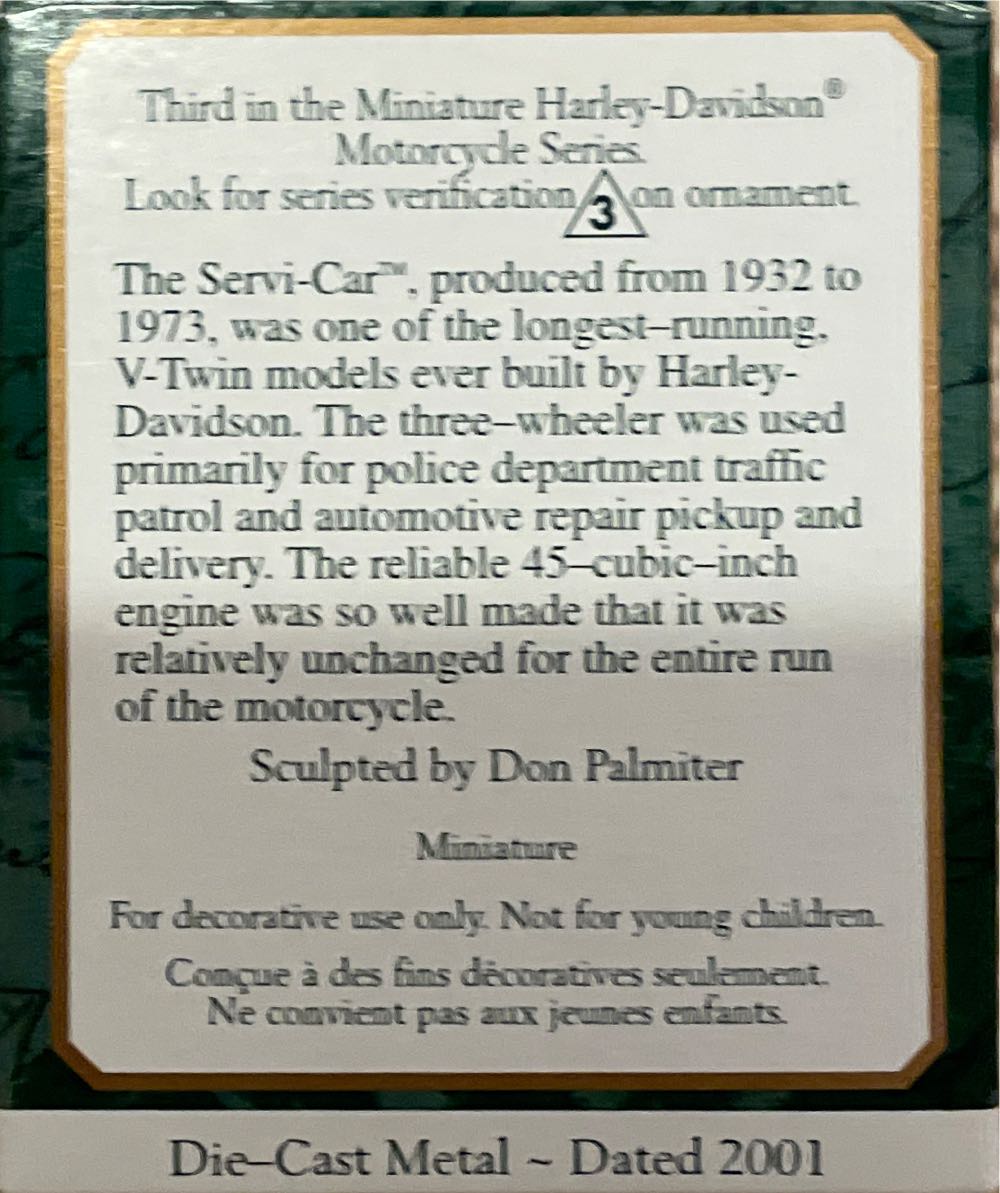 Third in the Miniature Harley-Davidson®
Motorcycle Series.
Look for series verification 3 on ornament.
The Servi-Car™, produced from 1932 to
1973, was one of the longest–running,
V-Twin models ever built by Harley-
Davidson. The three–wheeler was used
primarily for police department traffic
patrol and automotive repair pickup and
delivery. The reliable 45–cubic–inch
engine was so well made that it was
relatively unchanged for the entire run
of the motorcycle.
Sculpted by Don Palmiter
Miniature
For decorative use only. Not for young children.
Conçue à des fins décoratives seulement.
Ne convient pas aux jeunes enfants.
Die–Cast Metal ~ Dated 2001